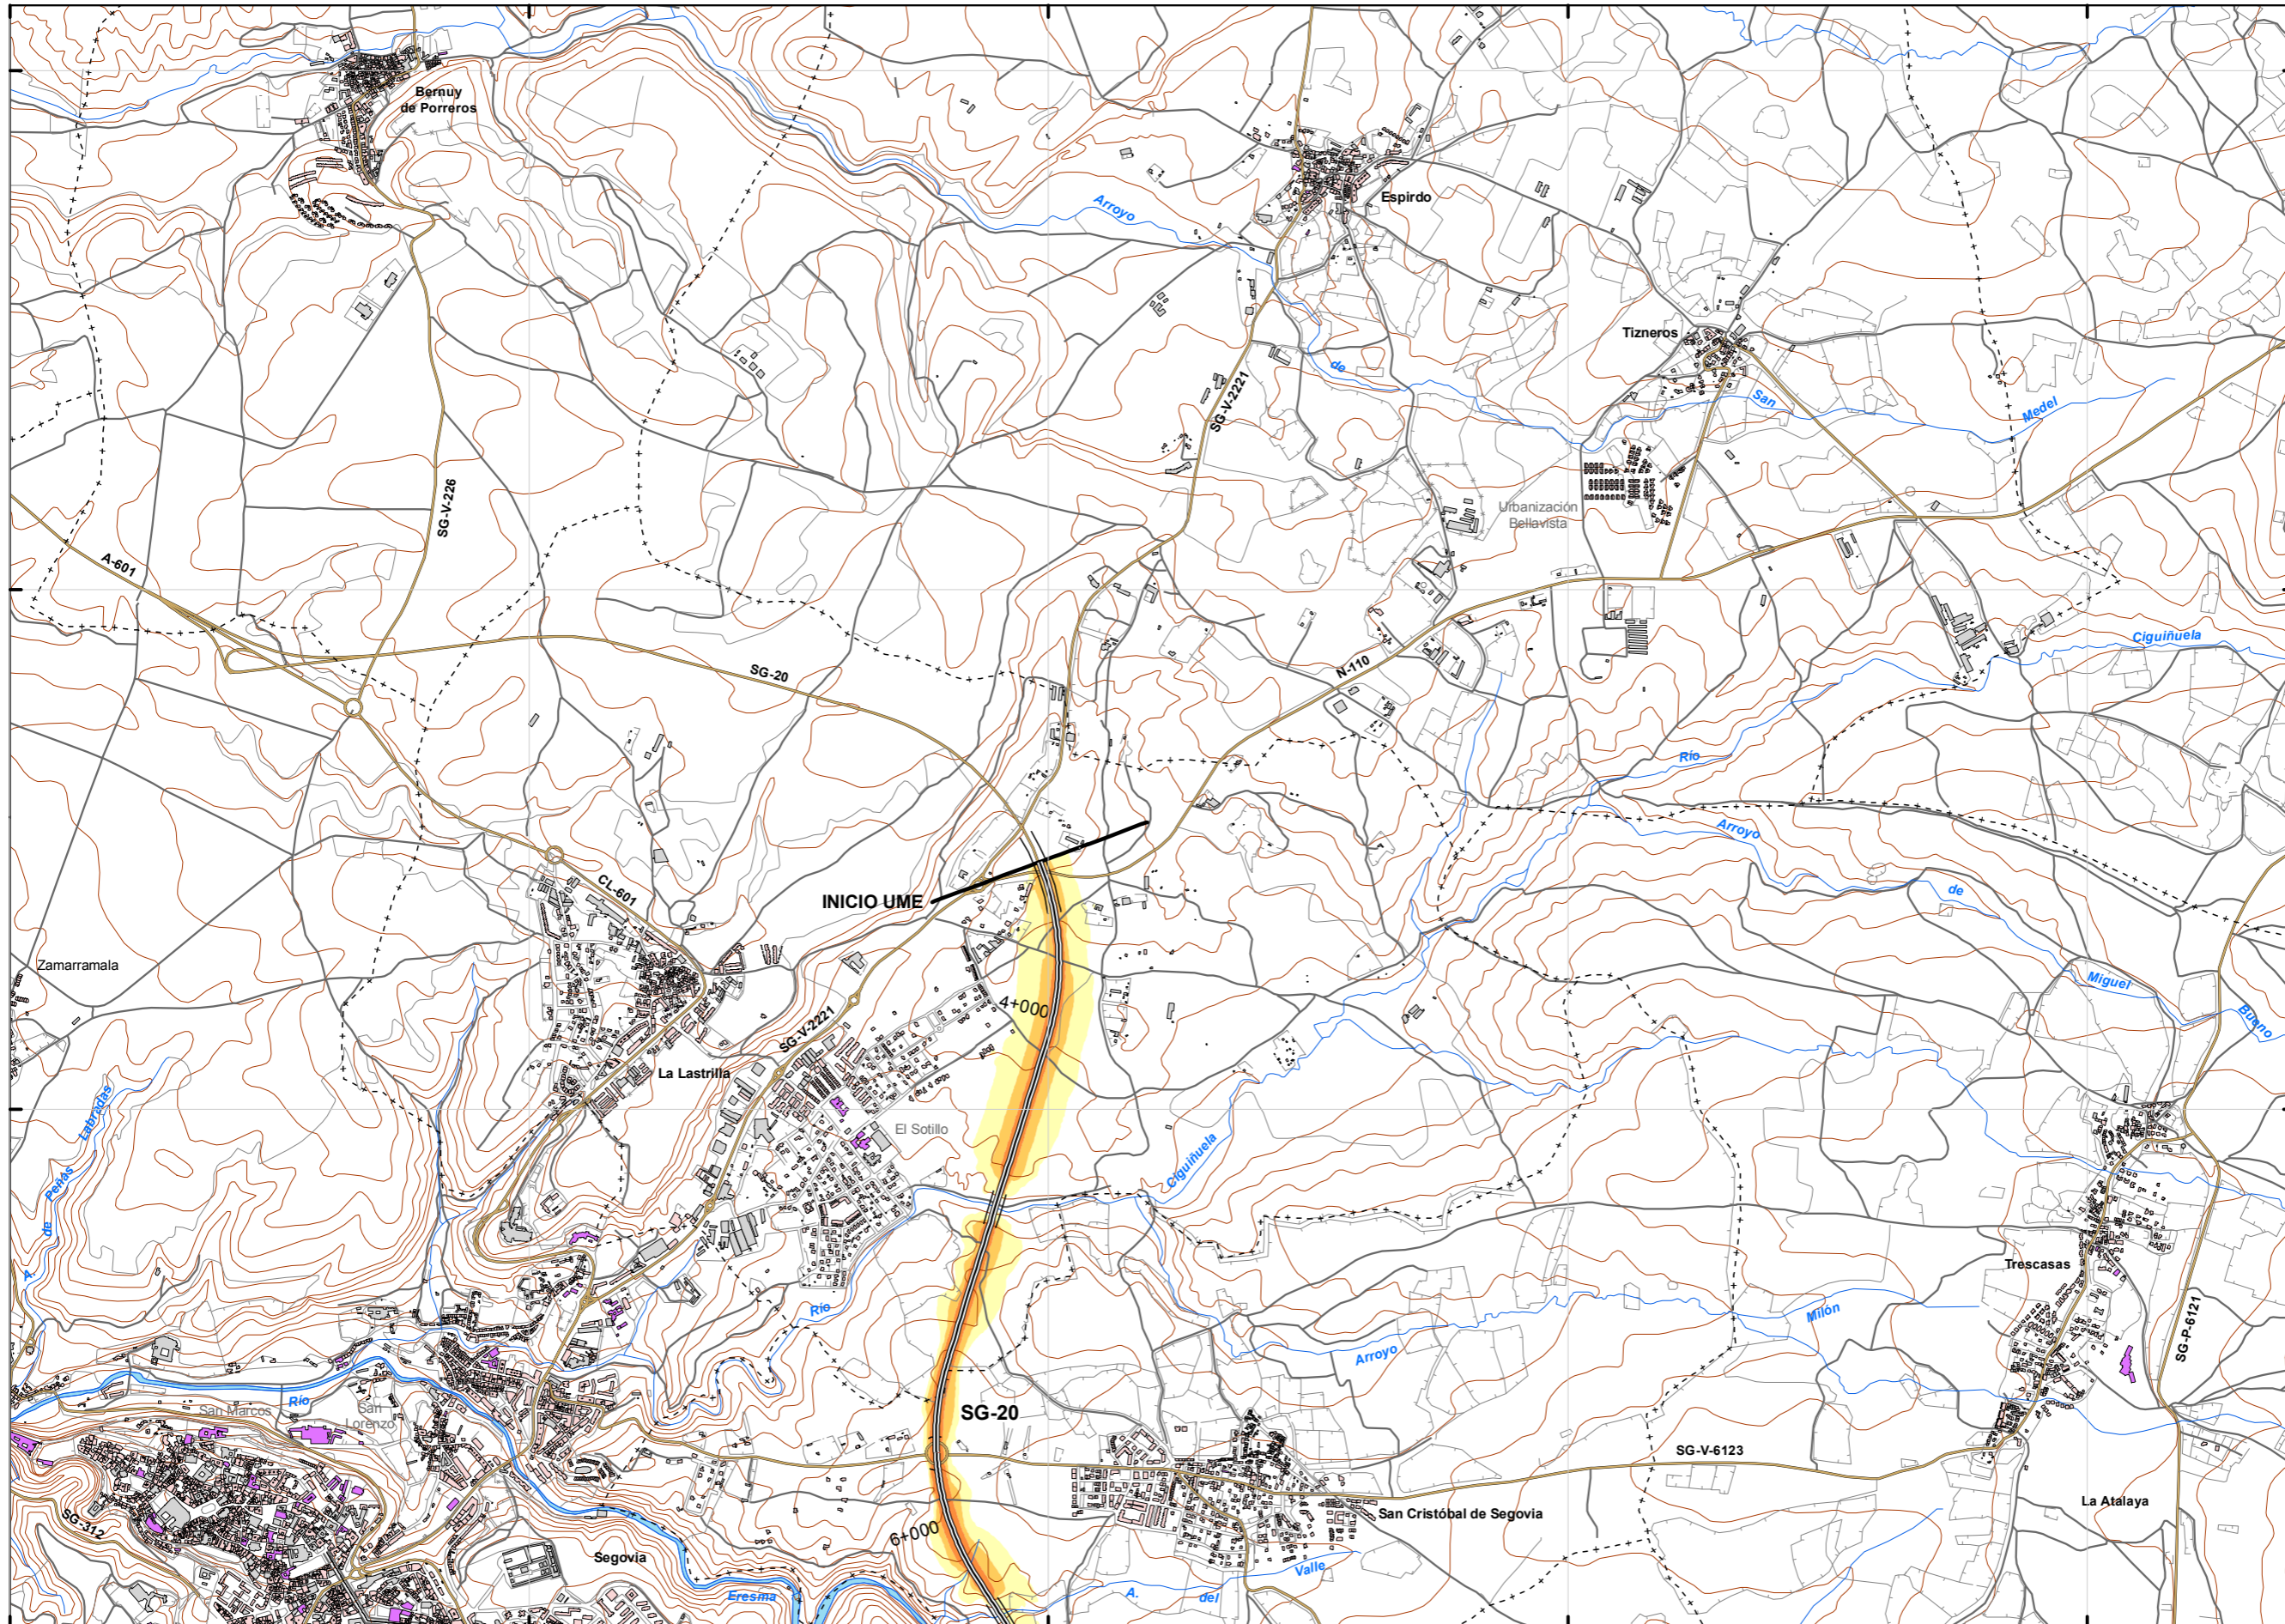 Bernuy
de Porreros
Espirdo
Arroyo
de
San
Medel
Tizneros
SG-V-2221
SG-V-226
Urbanización
Bellavista
A-601
SG-20
N-110
Ciguiñuela
Río
Arroyo
de
Miguel
Bueno
INICIO UME
CL-601
Zamarramala
4+000
SG-V-2221
La Lastrilla
El Sotillo
Labradas
Peñas
de
A.
Ciguiñuela
Río
Trescasas
Milón
Arroyo
SG-P-6121
San Marcos
Río
San
Lorenzo
SG-20
SG-V-6123
La Atalaya
San Cristóbal de Segovia
SG-312
6+000
Segovia
Eresma
A.
del
Valle